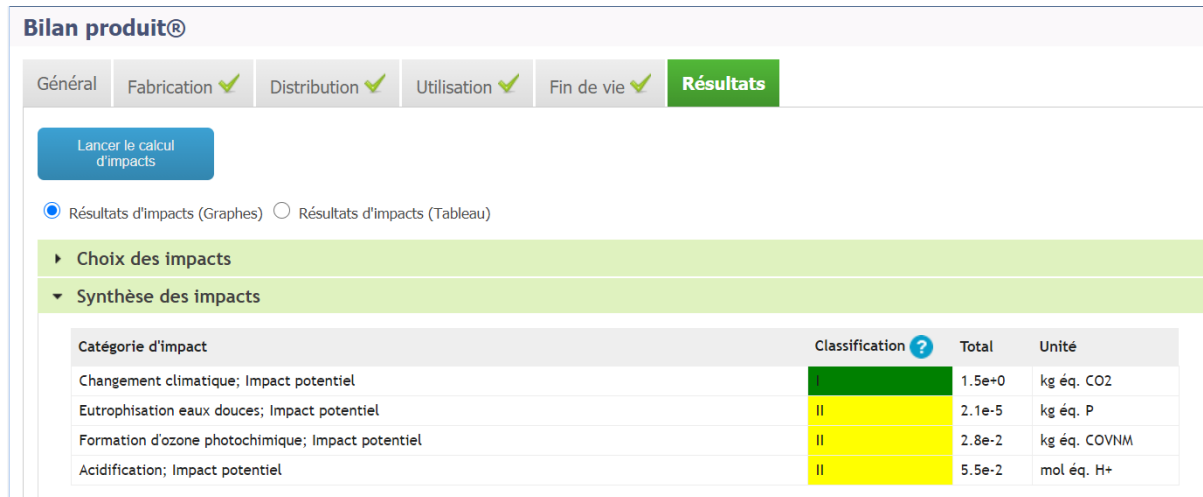 Bilan produit®
Général Fabrication Distribution Utilisation Fin de vie Résultats
Lancer le calcul
d'impacts
Résultats d'impacts (Graphes) Résultats d'impacts (Tableau)
Choix des impacts
Synthèse des impacts
Catégorie d'impact Classification ? Total Unité
Changement climatique; Impact potentiel I 1.5e+0 kg éq. CO2
Eutrophisation eaux douces; Impact potentiel II 2.1e-5 kg éq. P
Formation d'ozone photochimique; Impact potentiel II 2.8e-2 kg éq. COVNM
Acidification; Impact potentiel II 5.5e-2 mol éq. H+